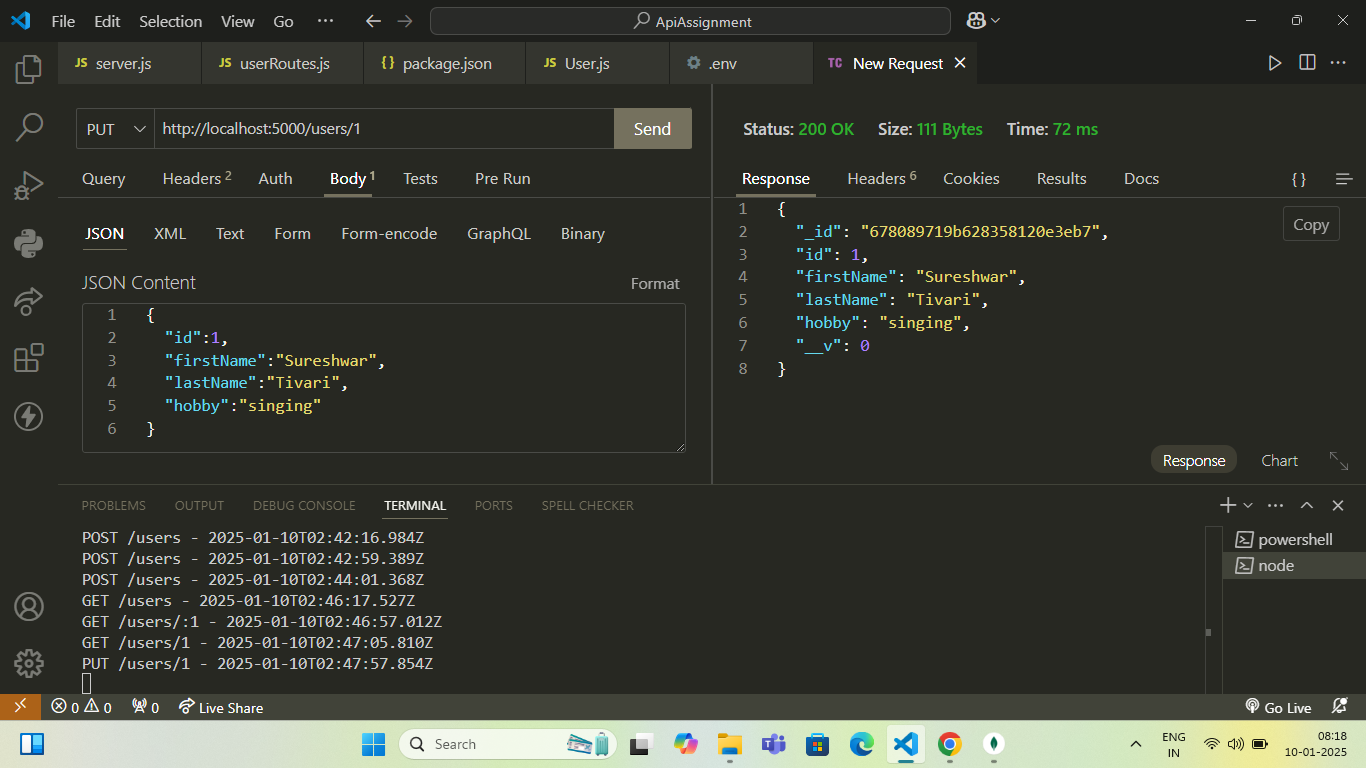 File Edit Selection View Go ··· ApiAssignment
JS server.js JS userRoutes.js {} package.json JS User.js .env TC New Request
PUT http://localhost:5000/users/1 Send
Status: 200 OK Size: 111 Bytes Time: 72 ms
Query Headers 2 Auth Body 1 Tests Pre Run
Response Headers 6 Cookies Results Docs { }
JSON XML Text Form Form-encode GraphQL Binary
JSON Content Format
1 {
2 "id":1,
3 "firstName":"Sureshwar",
4 "lastName":"Tivari",
5 "hobby":"singing"
6 }
Copy
1 {
2 "_id": "678089719b628358120e3eb7",
3 "id": 1,
4 "firstName": "Sureshwar",
5 "lastName": "Tivari",
6 "hobby": "singing",
7 "__v": 0
8 }
Response Chart
PROBLEMS OUTPUT DEBUG CONSOLE TERMINAL PORTS SPELL CHECKER
POST /users - 2025-01-10T02:42:16.984Z
POST /users - 2025-01-10T02:42:59.389Z
POST /users - 2025-01-10T02:44:01.368Z
GET /users - 2025-01-10T02:46:17.527Z
GET /users/:1 - 2025-01-10T02:46:57.012Z
GET /users/1 - 2025-01-10T02:47:05.810Z
PUT /users/1 - 2025-01-10T02:47:57.854Z
powershell
node
0 0 0 Live Share Go Live
Search
ENG
IN
08:18
10-01-2025